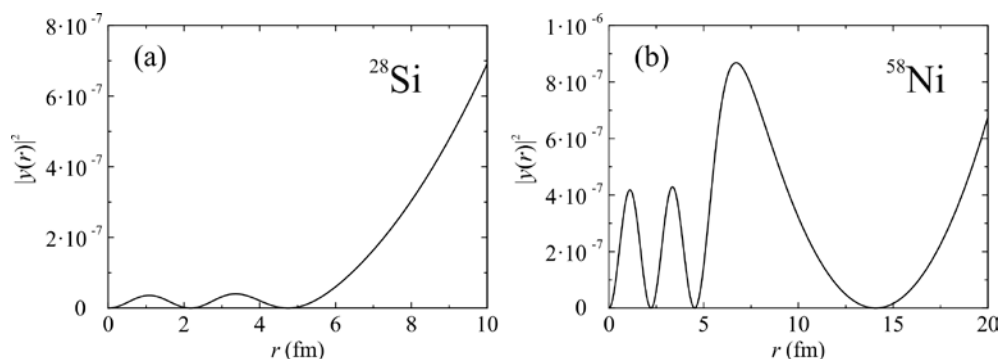 (a)
²⁸Si
|y(r)|²
8·10⁻⁷
6·10⁻⁷
4·10⁻⁷
2·10⁻⁷
0
0 2 4 6 8 10
r (fm)
(b)
⁵⁸Ni
|y(r)|²
1·10⁻⁶
8·10⁻⁷
6·10⁻⁷
4·10⁻⁷
2·10⁻⁷
0
0 5 10 15 20
r (fm)